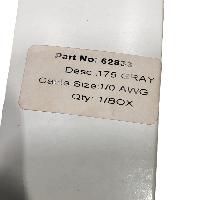 Part No: 62833
Desc .175 GRAY
Cable Size:1/0 AWG
Qty: 1/BOX